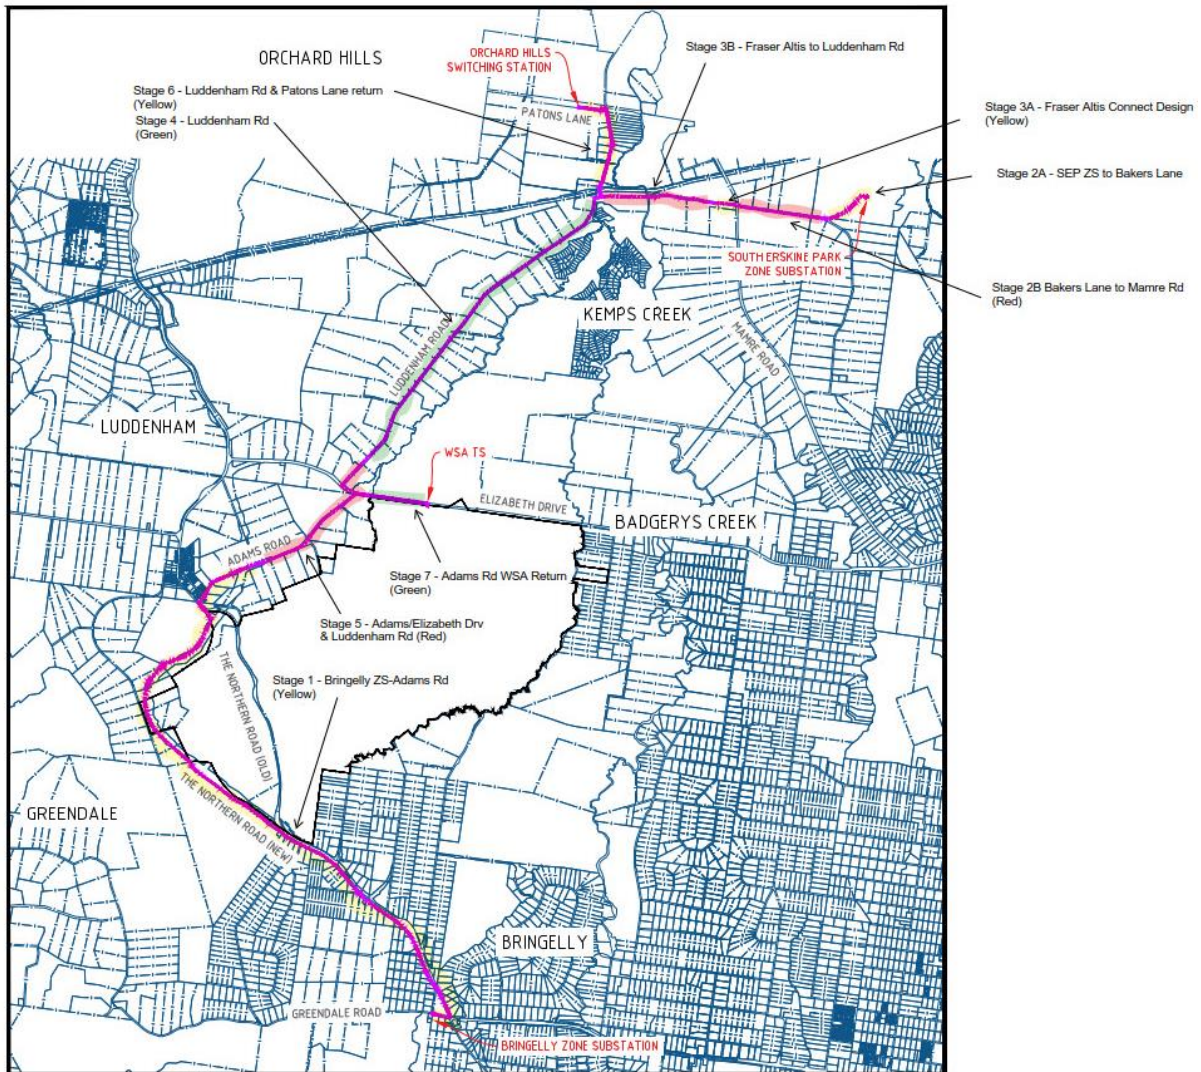 ORCHARD HILLS
ORCHARD HILLS
SWITCHING STATION
Stage 3B - Fraser Altis to Luddenham Rd
Stage 6 - Luddenham Rd & Patons Lane return
(Yellow)
Stage 4 - Luddenham Rd
(Green)
PATONS LANE
Stage 3A - Fraser Altis Connect Design
(Yellow)
Stage 2A - SEP ZS to Bakers Lane
SOUTH ERSKINE PARK
ZONE SUBSTATION
Stage 2B Bakers Lane to Mamre Rd
(Red)
KEMPS CREEK
MAMRE ROAD
LUDDENHAM ROAD
LUDDENHAM
WSA TS
ELIZABETH DRIVE
BADGERYS CREEK
ADAMS ROAD
Stage 7 - Adams Rd WSA Return
(Green)
Stage 5 - Adams/Elizabeth Drv
& Luddenham Rd (Red)
Stage 1 - Bringelly ZS-Adams Rd
(Yellow)
THE NORTHERN ROAD (OLD)
THE NORTHERN ROAD (NEW)
GREENDALE
BRINGELLY
GREENDALE ROAD
BRINGELLY ZONE SUBSTATION